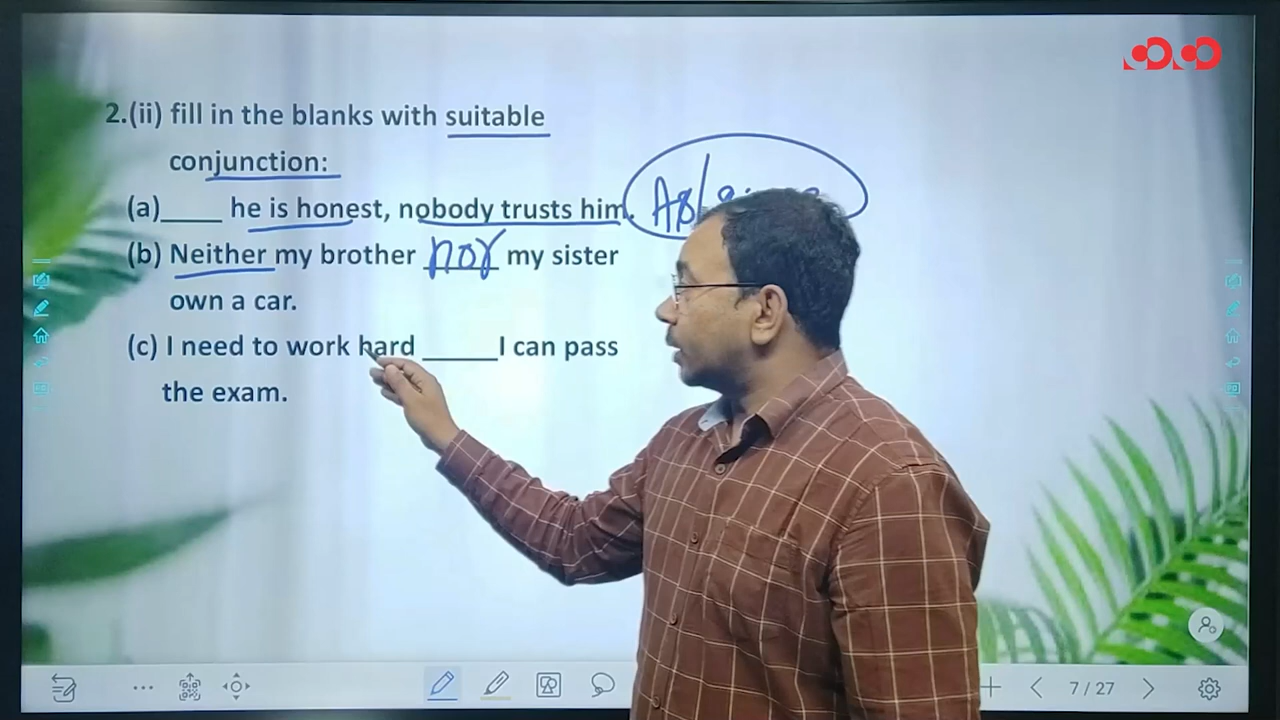 2.(ii) fill in the blanks with suitable
conjunction:
(a)____ he is honest, nobody trusts him.
(b) Neither my brother nor my sister
own a car.
(c) I need to work hard _____I can pass
the exam.
7 / 27